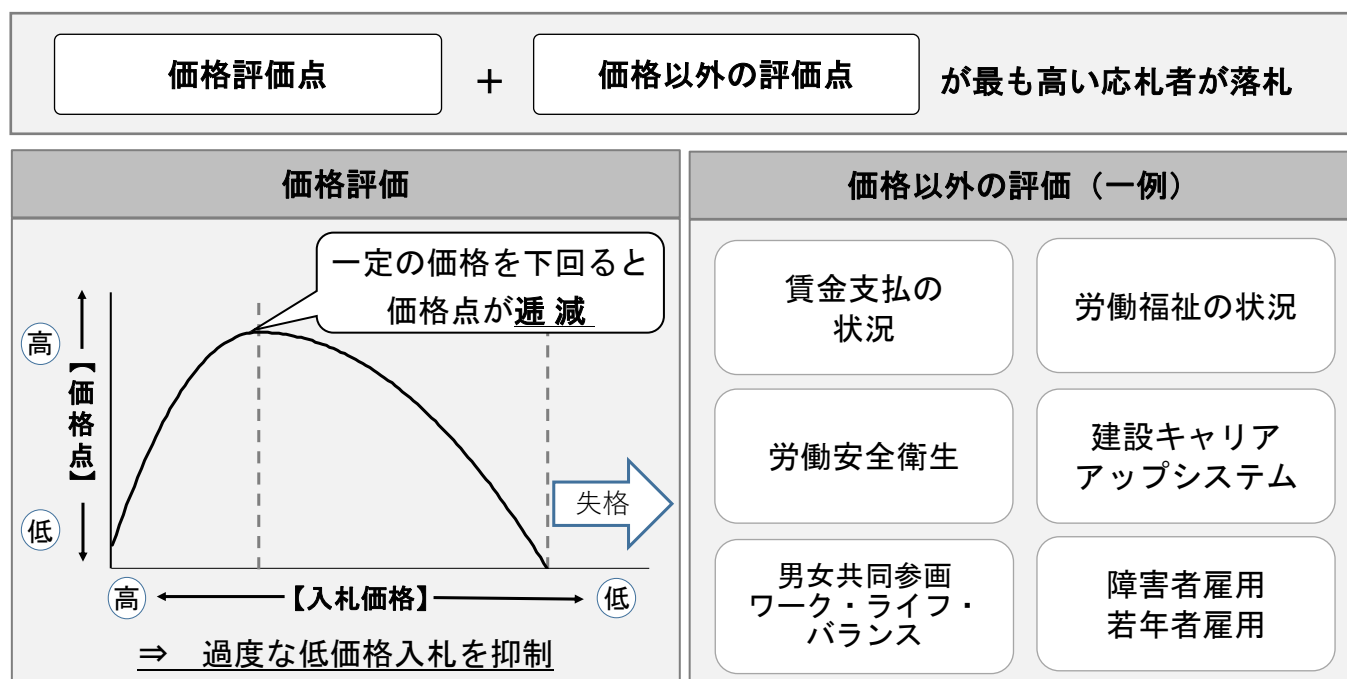 価格評価点 + 価格以外の評価点 が最も高い応札者が落札
価格評価
一定の価格を下回ると
価格点が逓 減
高
【価格点】
低
失格
高 【入札価格】 低
⇒ 過度な低価格入札を抑制
価格以外の評価（一例）
賃金支払の
状況
労働福祉の状況
労働安全衛生
建設キャリア
アップシステム
男女共同参画
ワーク・ライフ・
バランス
障害者雇用
若年者雇用